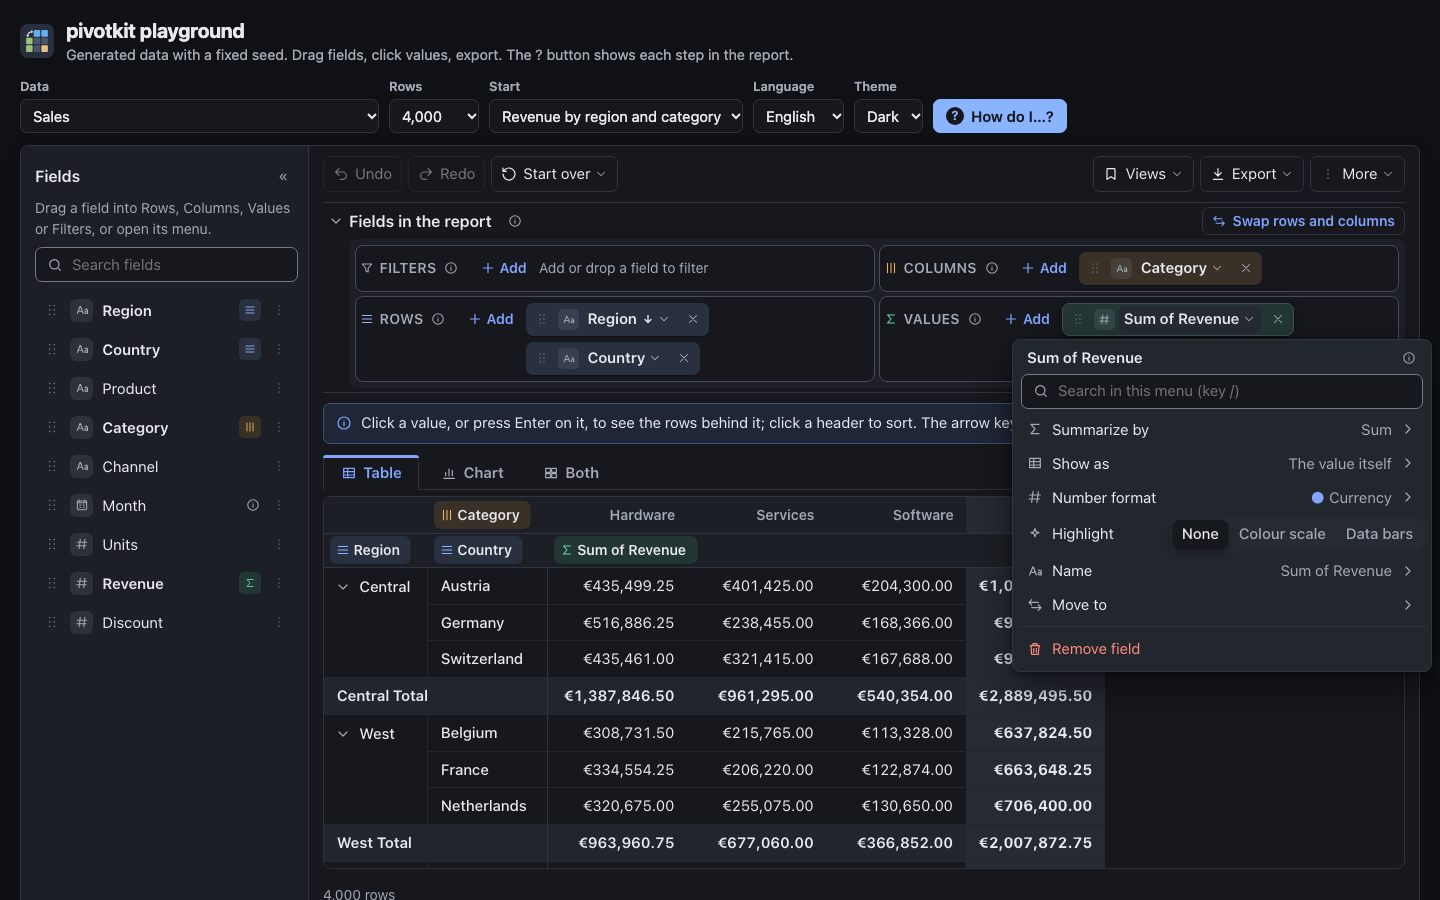 pivotkit playground
Generated data with a fixed seed. Drag fields, click values, export. The ? button shows each step in the report.
Data Rows Start Language Theme
Sales 4,000 Revenue by region and category English Dark ? How do I...?
Fields «
Drag a field into Rows, Columns, Values
or Filters, or open its menu.
Search fields
Aa Region
Aa Country
Aa Product
Aa Category
Aa Channel
Month
# Units
# Revenue Σ
# Discount
Undo Redo Start over Views Export More
Fields in the report Swap rows and columns
FILTERS + Add Add or drop a field to filter
COLUMNS + Add Aa Category ×
ROWS + Add Aa Region ↓ ×
Aa Country ×
Σ VALUES + Add # Sum of Revenue ×
Sum of Revenue
Search in this menu (key /)
Σ Summarize by Sum
Show as The value itself
# Number format Currency
Highlight None Colour scale Data bars
Aa Name Sum of Revenue
Move to
Remove field
Click a value, or press Enter on it, to see the rows behind it; click a header to sort. The arrow
Table Chart Both
Category Hardware Services Software
Region Country Σ Sum of Revenue
Central Austria €435,499.25 €401,425.00 €204,300.00
Germany €516,886.25 €238,455.00 €168,366.00
Switzerland €435,461.00 €321,415.00 €167,688.00
Central Total €1,387,846.50 €961,295.00 €540,354.00 €2,889,495.50
West Belgium €308,731.50 €215,765.00 €113,328.00 €637,824.50
France €334,554.25 €206,220.00 €122,874.00 €663,648.25
Netherlands €320,675.00 €255,075.00 €130,650.00 €706,400.00
West Total €963,960.75 €677,060.00 €366,852.00 €2,007,872.75
4,000 rows